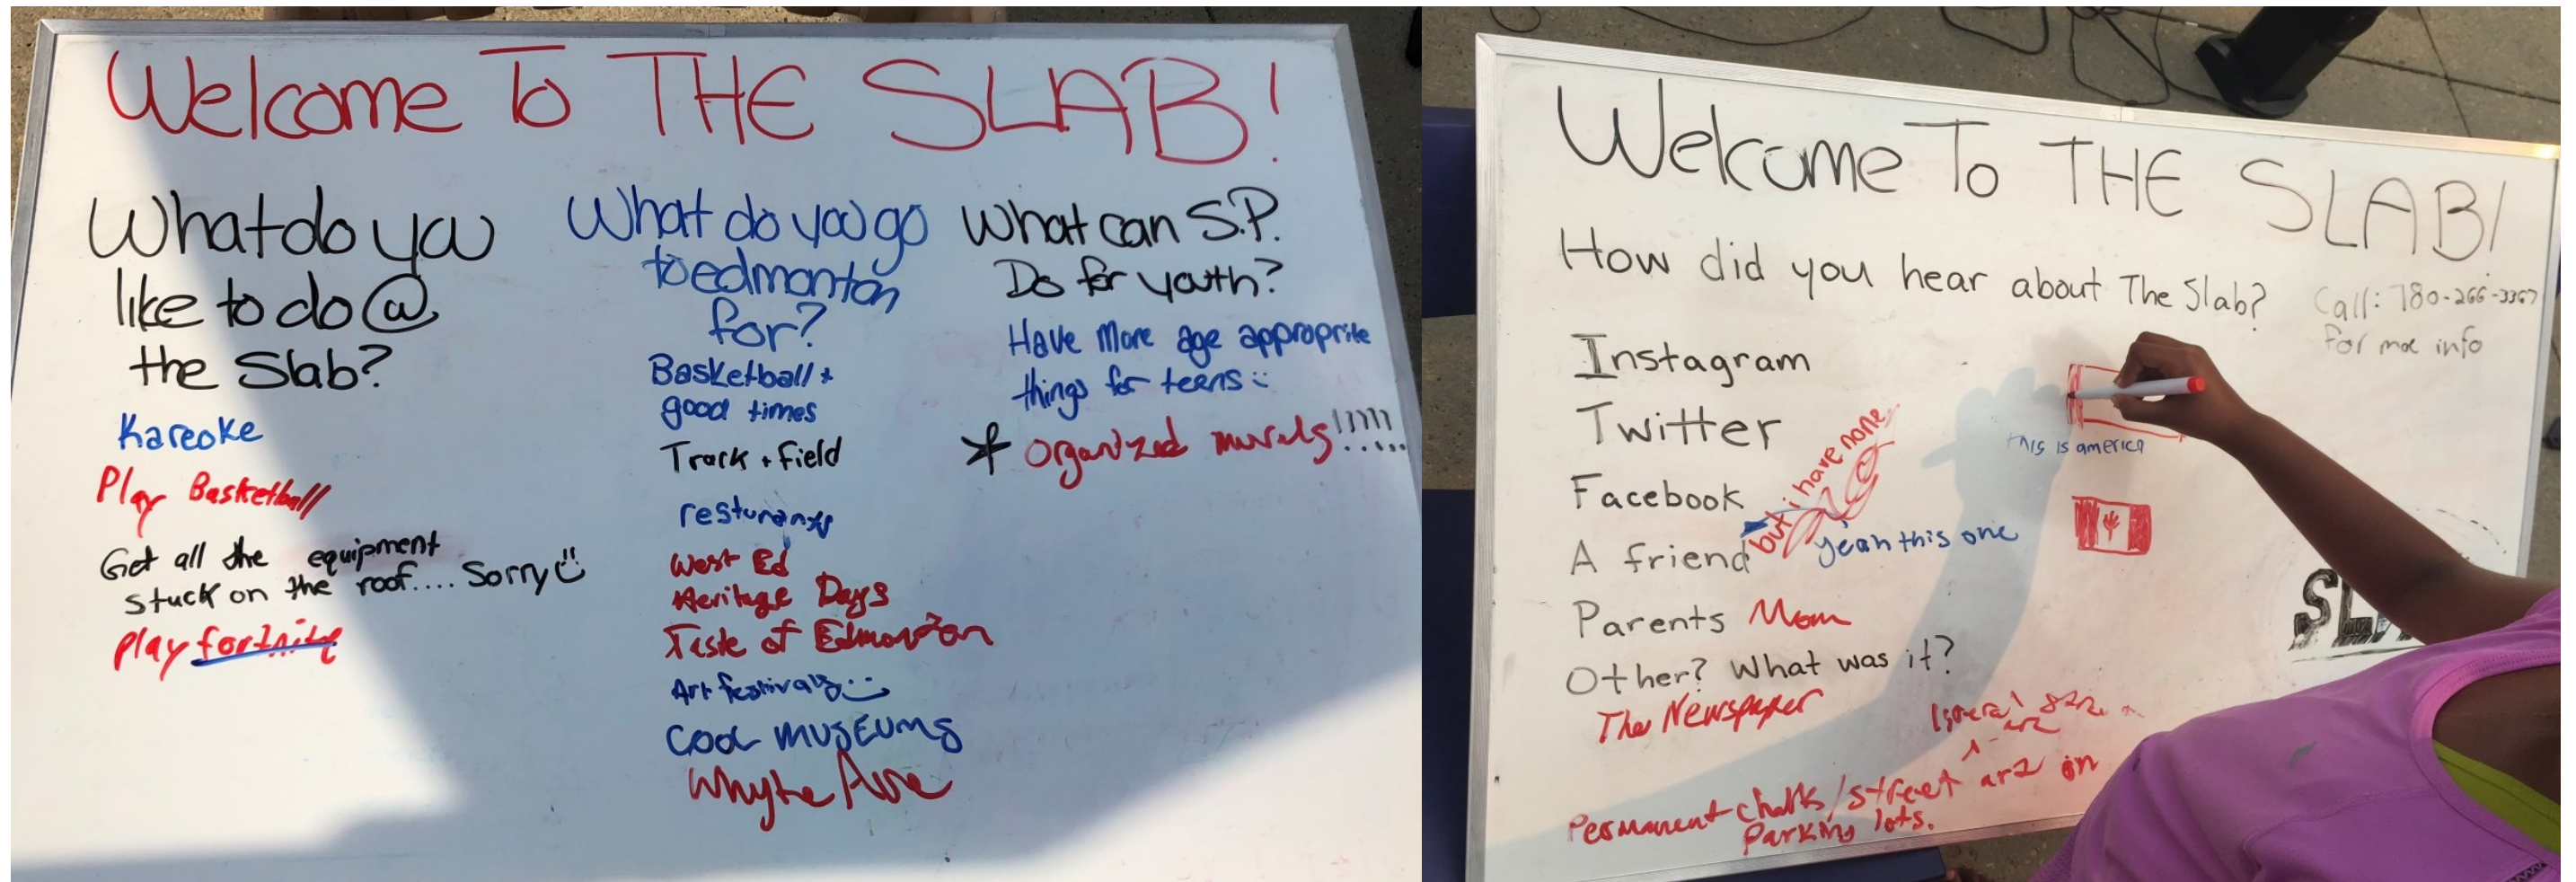 Welcome To THE SLAB!
What do you
like to do @
the Slab?
Kareoke
Play Basketball
Get all the equipment
stuck on the roof.... Sorry
play fortnite
What do you go
to edmonton
for?
Basketball +
good times
Track + field
resturants
West Ed
Heritage Days
Taste of Edmonton
Art festivals
Cool museums
Whyte Ave
What can S.P.
Do for youth?
Have More age approprite
things for teens
* organized murals!!!!!
Welcome To THE SLAB!
How did you hear about The Slab?
Call: 780-266-3367
for more info
Instagram
Twitter
this is america
Facebook
but i have none
A friend
yeah this one
Parents Mom
Other? What was it?
The Newspaper
Permanent chalks/street art on
Parking lots.